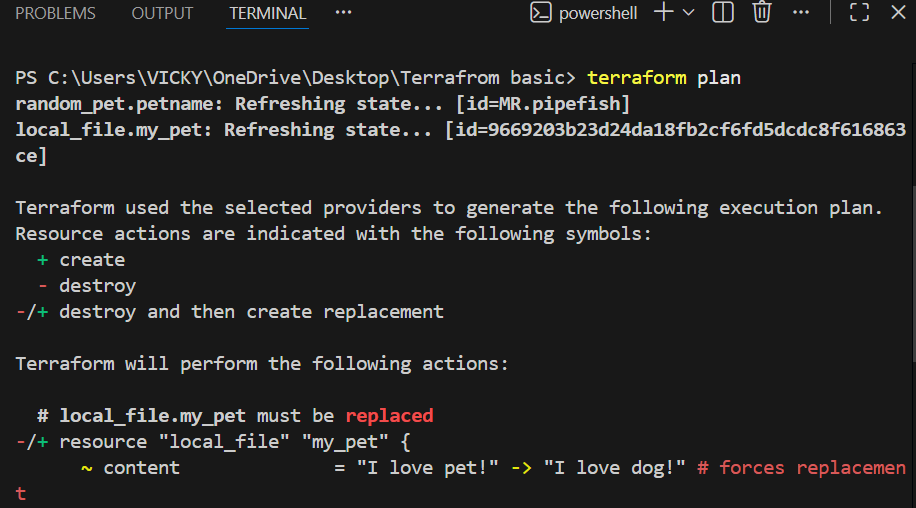 PROBLEMS OUTPUT TERMINAL ··· powershell
PS C:\Users\VICKY\OneDrive\Desktop\Terrafrom basic> terraform plan
random_pet.petname: Refreshing state... [id=MR.pipefish]
local_file.my_pet: Refreshing state... [id=9669203b23d24da18fb2cf6fd5dcdc8f616863
ce]
Terraform used the selected providers to generate the following execution plan.
Resource actions are indicated with the following symbols:
+ create
- destroy
-/+ destroy and then create replacement
Terraform will perform the following actions:
# local_file.my_pet must be replaced
-/+ resource "local_file" "my_pet" {
~ content = "I love pet!" -> "I love dog!" # forces replacemen
t